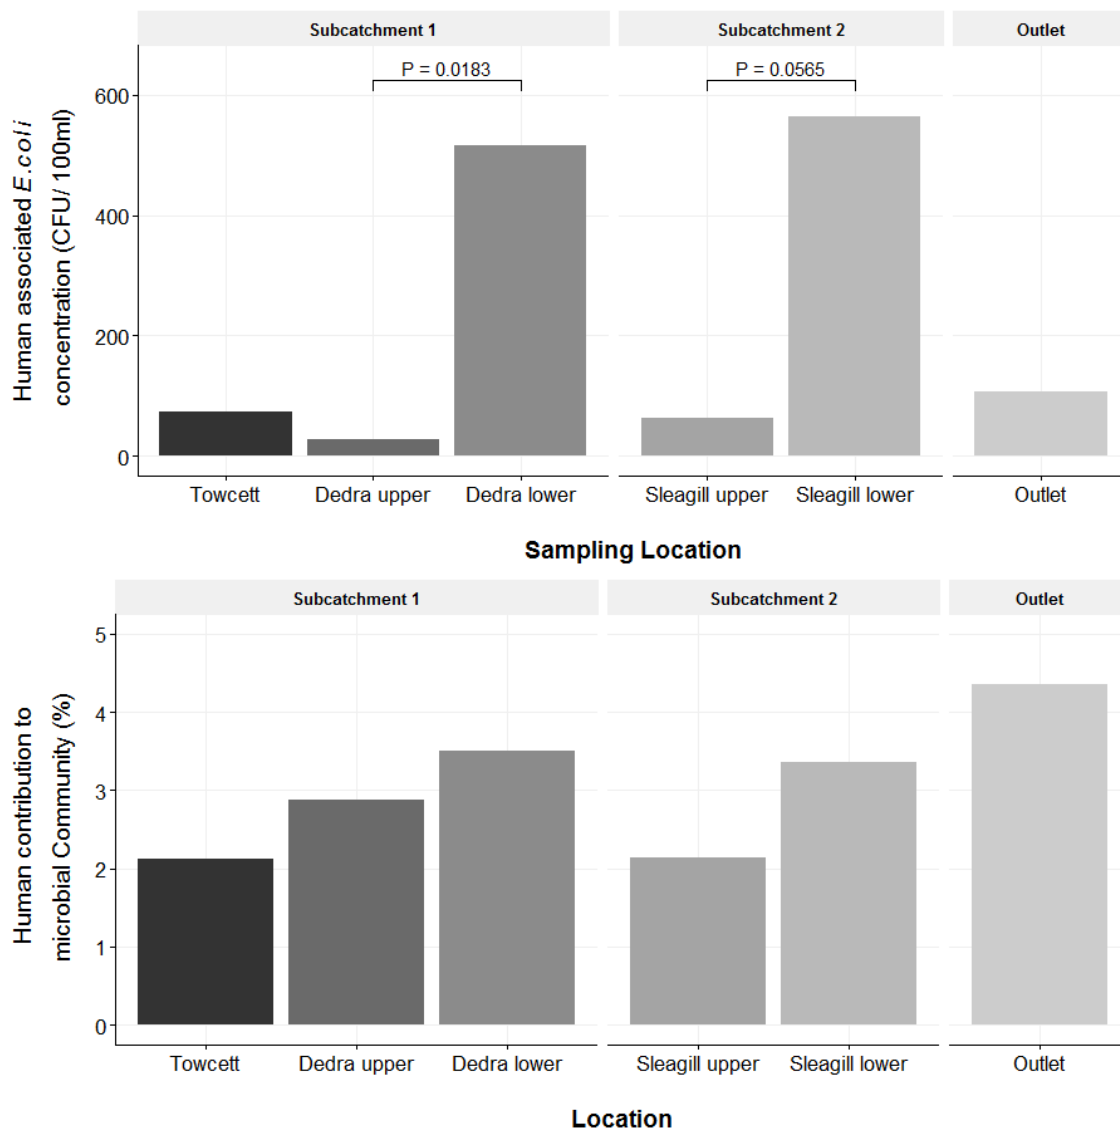 Subcatchment 1
Subcatchment 2
Outlet
P = 0.0183
P = 0.0565
Human associated E.coli
concentration (CFU/ 100ml)
600
400
200
0
Towcett
Dedra upper
Dedra lower
Sleagill upper
Sleagill lower
Outlet
Sampling Location
Subcatchment 1
Subcatchment 2
Outlet
Human contribution to
microbial Community (%)
5
4
3
2
1
0
Towcett
Dedra upper
Dedra lower
Sleagill upper
Sleagill lower
Outlet
Location